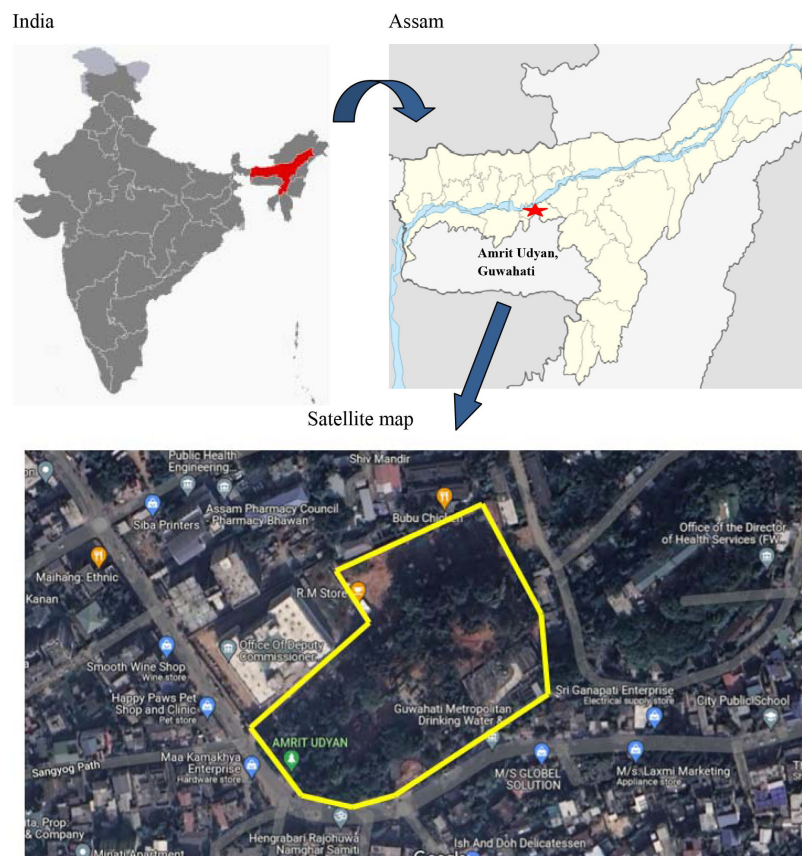 India
Assam
Amrit Udyan,
Guwahati
Satellite map
Public Health
Engineering...
Shiv Mandir
Siba Printers
Assam Pharmacy Council
Pharmacy Bhawan
Bubu Chicken
Office of the Director
of Health Services (FW...
Maihang: Ethnic
Kanan
R.M Store
Office Of Deputy
Commissioner...
Smooth Wine Shop
Wine store
Happy Paws Pet
Shop and Clinic
Pet store
Guwahati Metropolitan
Drinking Water &
Sri Ganapati Enterprise
Electrical supply store
City Public School
AMRIT UDYAN
Sangyog Path
Maa Kamakhya
Enterprise
Hardware store
M/S GLOBEL
SOLUTION
M/s. Laxmi Marketing
Appliance store
Prop:
& Company
Hengrabari Rajohuwa
Namghar Samiti
Minati Apartment
Ish And Doh Delicatessen
Google